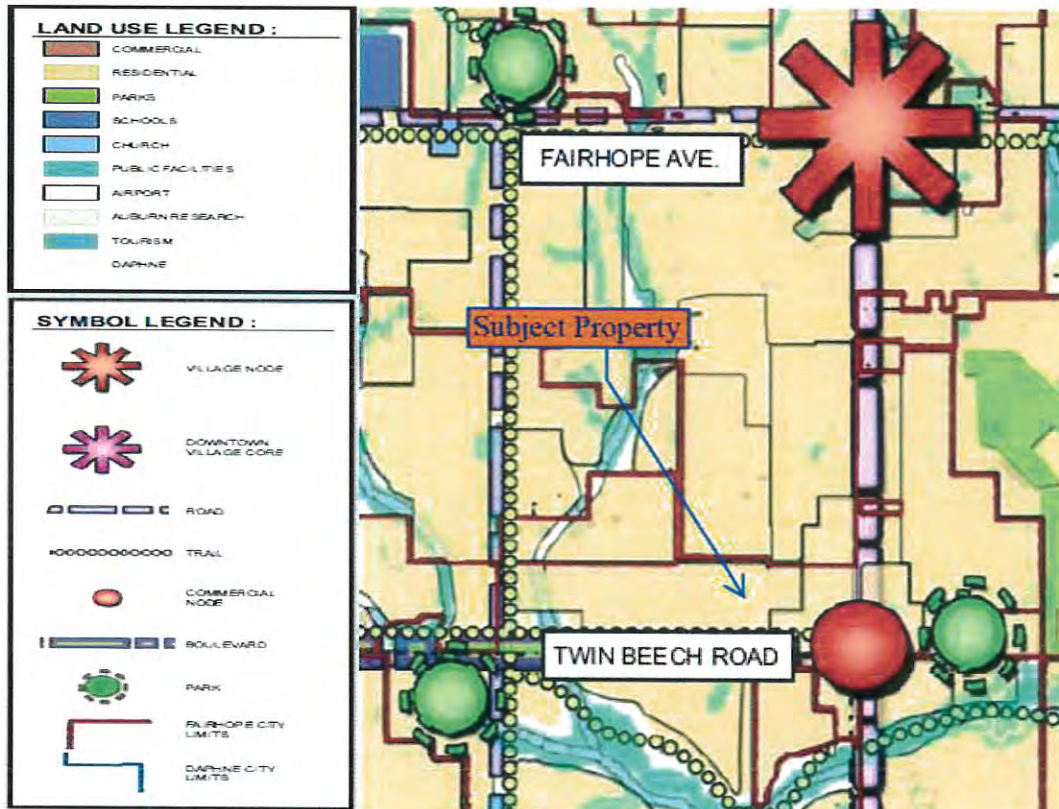 LAND USE LEGEND :
COMMERCIAL
RESIDENTIAL
PARKS
SCHOOLS
CHURCH
PUBLIC FACILITIES
AIRPORT
AUBURN RESEARCH
TOURISM
DAPHNE
SYMBOL LEGEND :
VILLAGE NODE
DOWNTOWN
VILLAGE CORE
ROAD
TRAIL
COMMERCIAL
NODE
BOULEVARD
PARK
FAIRHOPE CITY
LIMITS
DAPHNE CITY
LIMITS
FAIRHOPE AVE.
Subject Property
TWIN BEECH ROAD